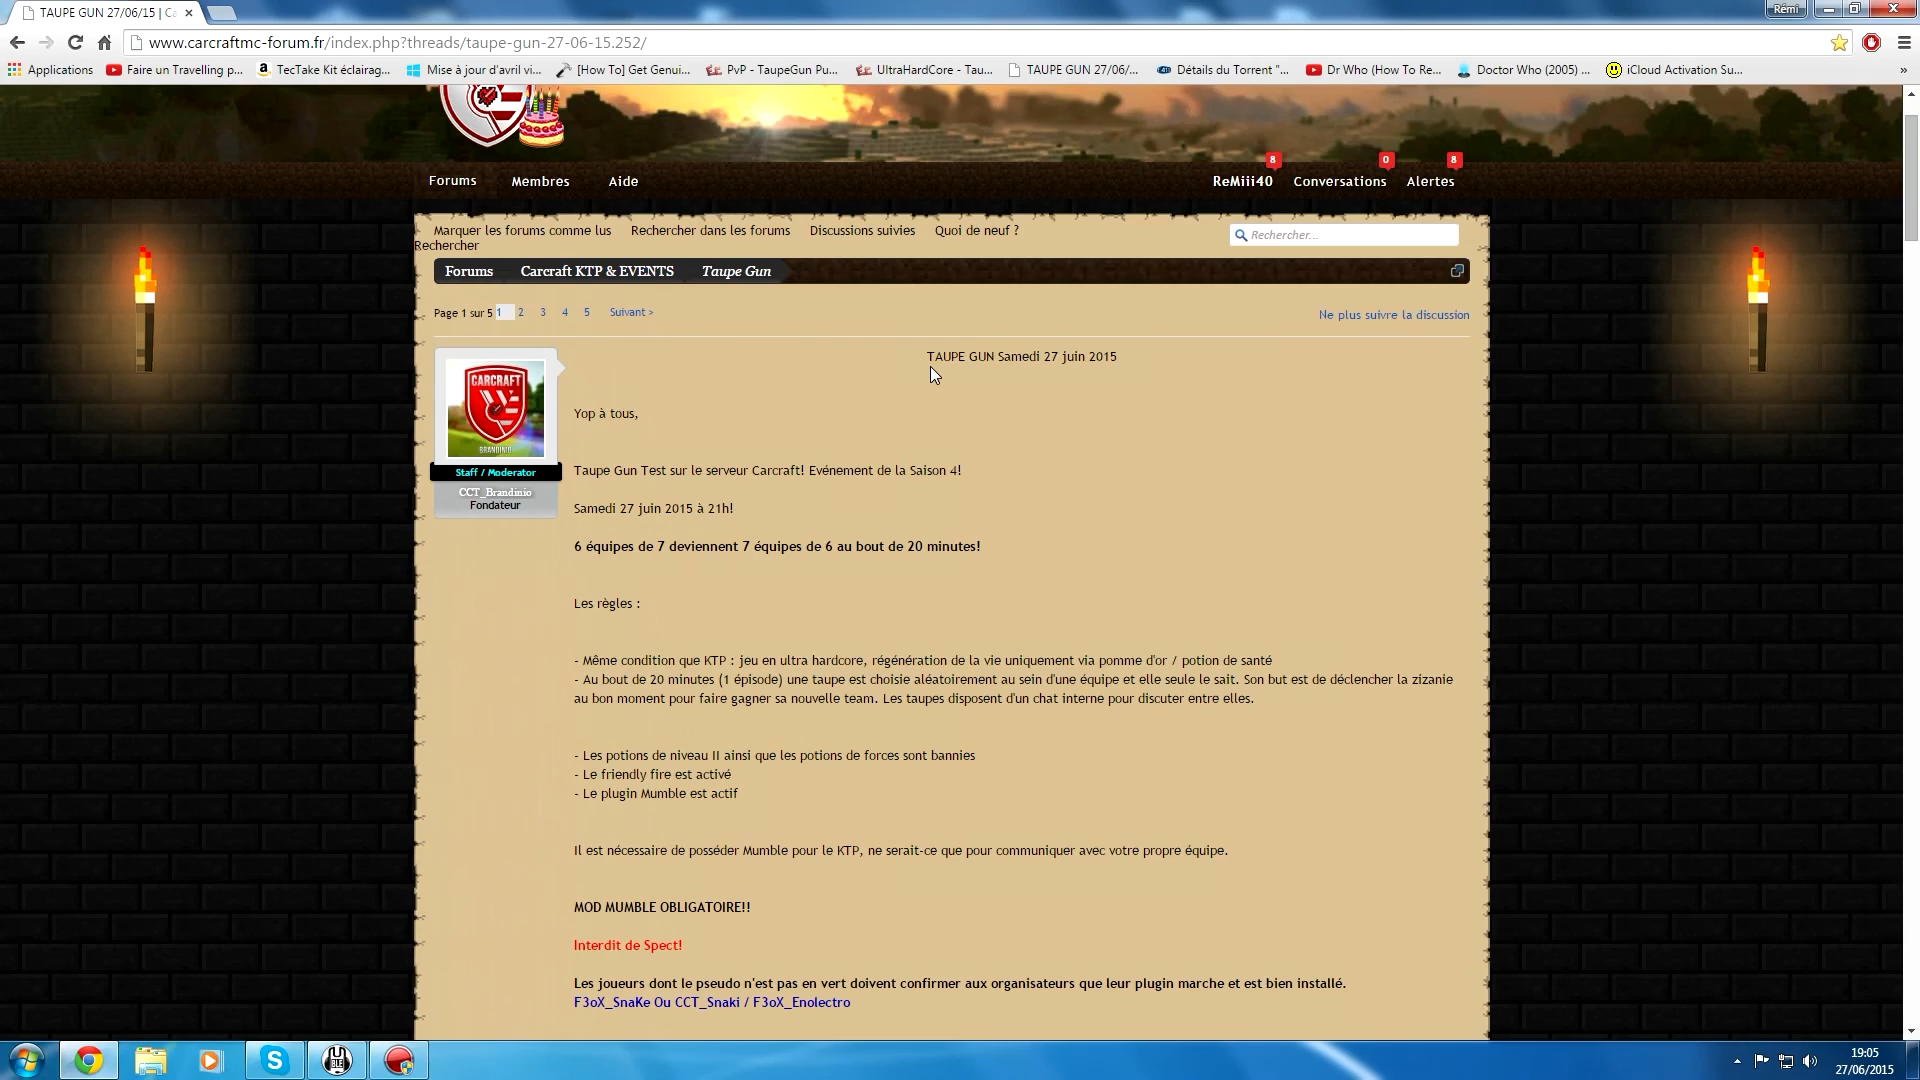 TAUPE GUN 27/06/15 | Ca
Rémi
www.carcraftmc-forum.fr/index.php?threads/taupe-gun-27-06-15.252/
Applications
Faire un Travelling p...
TecTake Kit éclairag...
Mise à jour d'avril vi...
[How To] Get Genui...
PvP - TaupeGun Pu...
UltraHardCore - Tau...
TAUPE GUN 27/06/...
Détails du Torrent "...
Dr Who (How To Re...
Doctor Who (2005) ...
iCloud Activation Su...
»
Forums
Membres
Aide
8
0
8
ReMiii40
Conversations
Alertes
Marquer les forums comme lus
Rechercher dans les forums
Discussions suivies
Quoi de neuf ?
Rechercher
Rechercher...
Forums
Carcraft KTP & EVENTS
Taupe Gun
Page 1 sur 5 1 2 3 4 5 Suivant >
Ne plus suivre la discussion
CARCRAFT
BRANDINIO
Staff / Moderator
CCT_Brandinio
Fondateur
TAUPE GUN Samedi 27 juin 2015
Yop à tous,
Taupe Gun Test sur le serveur Carcraft! Evénement de la Saison 4!
Samedi 27 juin 2015 à 21h!
6 équipes de 7 deviennent 7 équipes de 6 au bout de 20 minutes!
Les règles :
- Même condition que KTP : jeu en ultra hardcore, régénération de la vie uniquement via pomme d'or / potion de santé
- Au bout de 20 minutes (1 épisode) une taupe est choisie aléatoirement au sein d'une équipe et elle seule le sait. Son but est de déclencher la zizanie
au bon moment pour faire gagner sa nouvelle team. Les taupes disposent d'un chat interne pour discuter entre elles.
- Les potions de niveau II ainsi que les potions de forces sont bannies
- Le friendly fire est activé
- Le plugin Mumble est actif
Il est nécessaire de posséder Mumble pour le KTP, ne serait-ce que pour communiquer avec votre propre équipe.
MOD MUMBLE OBLIGATOIRE!!
Interdit de Spect!
Les joueurs dont le pseudo n'est pas en vert doivent confirmer aux organisateurs que leur plugin marche et est bien installé.
F3oX_SnaKe Ou CCT_Snaki / F3oX_Enolectro
19:05
27/06/2015